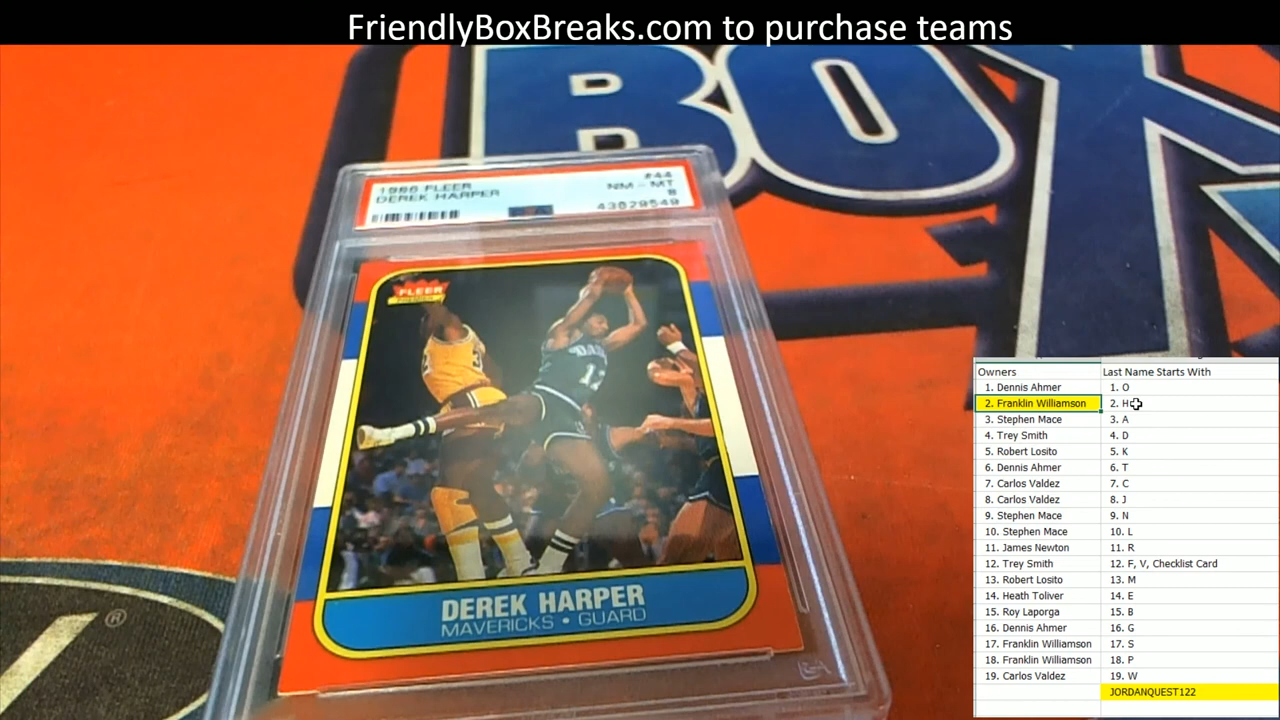 FriendlyBoxBreaks.com to purchase teams
BOX
1986 FLEER #44
DEREK HARPER NM - MT
8
PSA 43629549
FLEER
PREMIER
DEREK HARPER
MAVERICKS • GUARD
®
Owners Last Name Starts With
1. Dennis Ahmer 1. O
2. Franklin Williamson 2. H
3. Stephen Mace 3. A
4. Trey Smith 4. D
5. Robert Losito 5. K
6. Dennis Ahmer 6. T
7. Carlos Valdez 7. C
8. Carlos Valdez 8. J
9. Stephen Mace 9. N
10. Stephen Mace 10. L
11. James Newton 11. R
12. Trey Smith 12. F, V, Checklist Card
13. Robert Losito 13. M
14. Heath Toliver 14. E
15. Roy Laporga 15. B
16. Dennis Ahmer 16. G
17. Franklin Williamson 17. S
18. Franklin Williamson 18. P
19. Carlos Valdez 19. W
JORDANQUEST122